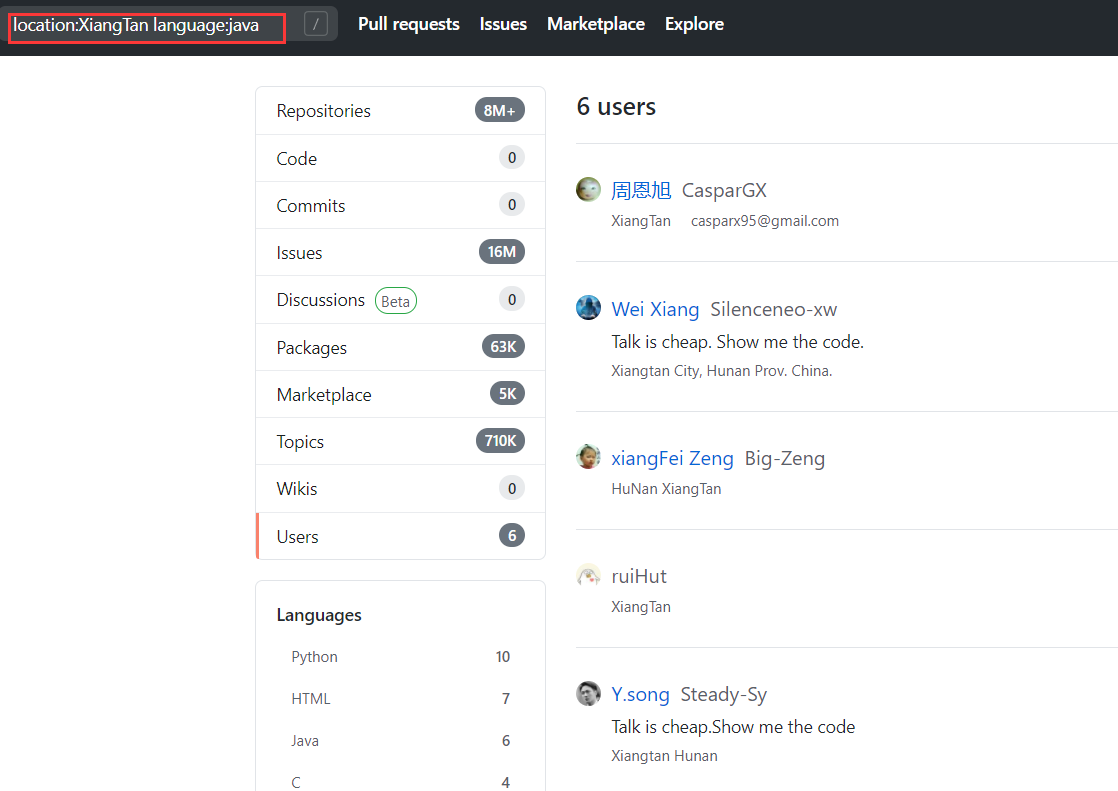 location:XiangTan language:java / Pull requests Issues Marketplace Explore
Repositories 8M+
Code 0
Commits 0
Issues 16M
Discussions Beta 0
Packages 63K
Marketplace 5K
Topics 710K
Wikis 0
Users 6
Languages
Python 10
HTML 7
Java 6
C 4
6 users
周恩旭 CasparGX
XiangTan casparx95@gmail.com
Wei Xiang Silenceneo-xw
Talk is cheap. Show me the code.
Xiangtan City, Hunan Prov. China.
xiangFei Zeng Big-Zeng
HuNan XiangTan
ruiHut
XiangTan
Y.song Steady-Sy
Talk is cheap.Show me the code
Xiangtan Hunan